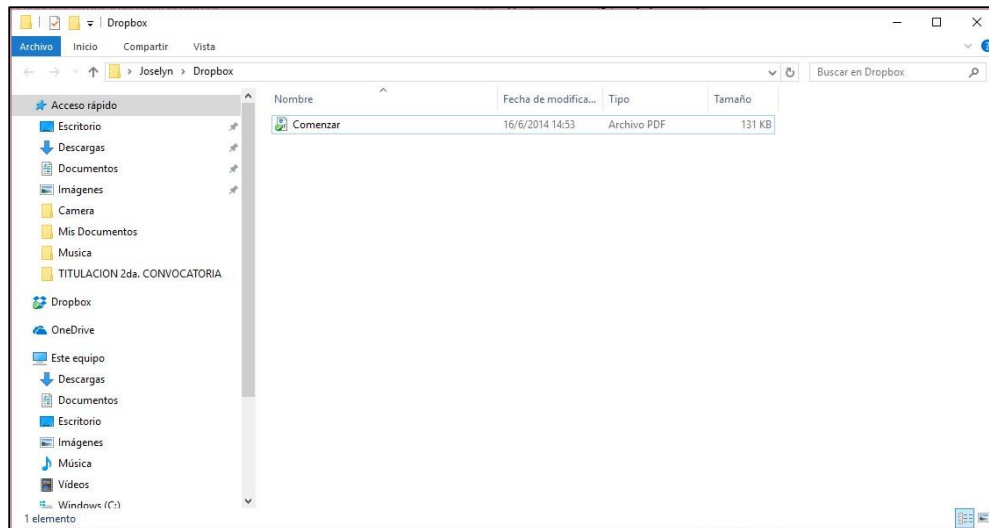 Dropbox
Archivo Inicio Compartir Vista
Joselyn > Dropbox
Buscar en Dropbox
Acceso rápido
Escritorio
Descargas
Documentos
Imágenes
Camera
Mis Documentos
Musica
TITULACION 2da. CONVOCATORIA
Dropbox
OneDrive
Este equipo
Descargas
Documentos
Escritorio
Imágenes
Música
Vídeos
Windows (C:)
Nombre Fecha de modifica... Tipo Tamaño
Comenzar 16/6/2014 14:53 Archivo PDF 131 KB
1 elemento